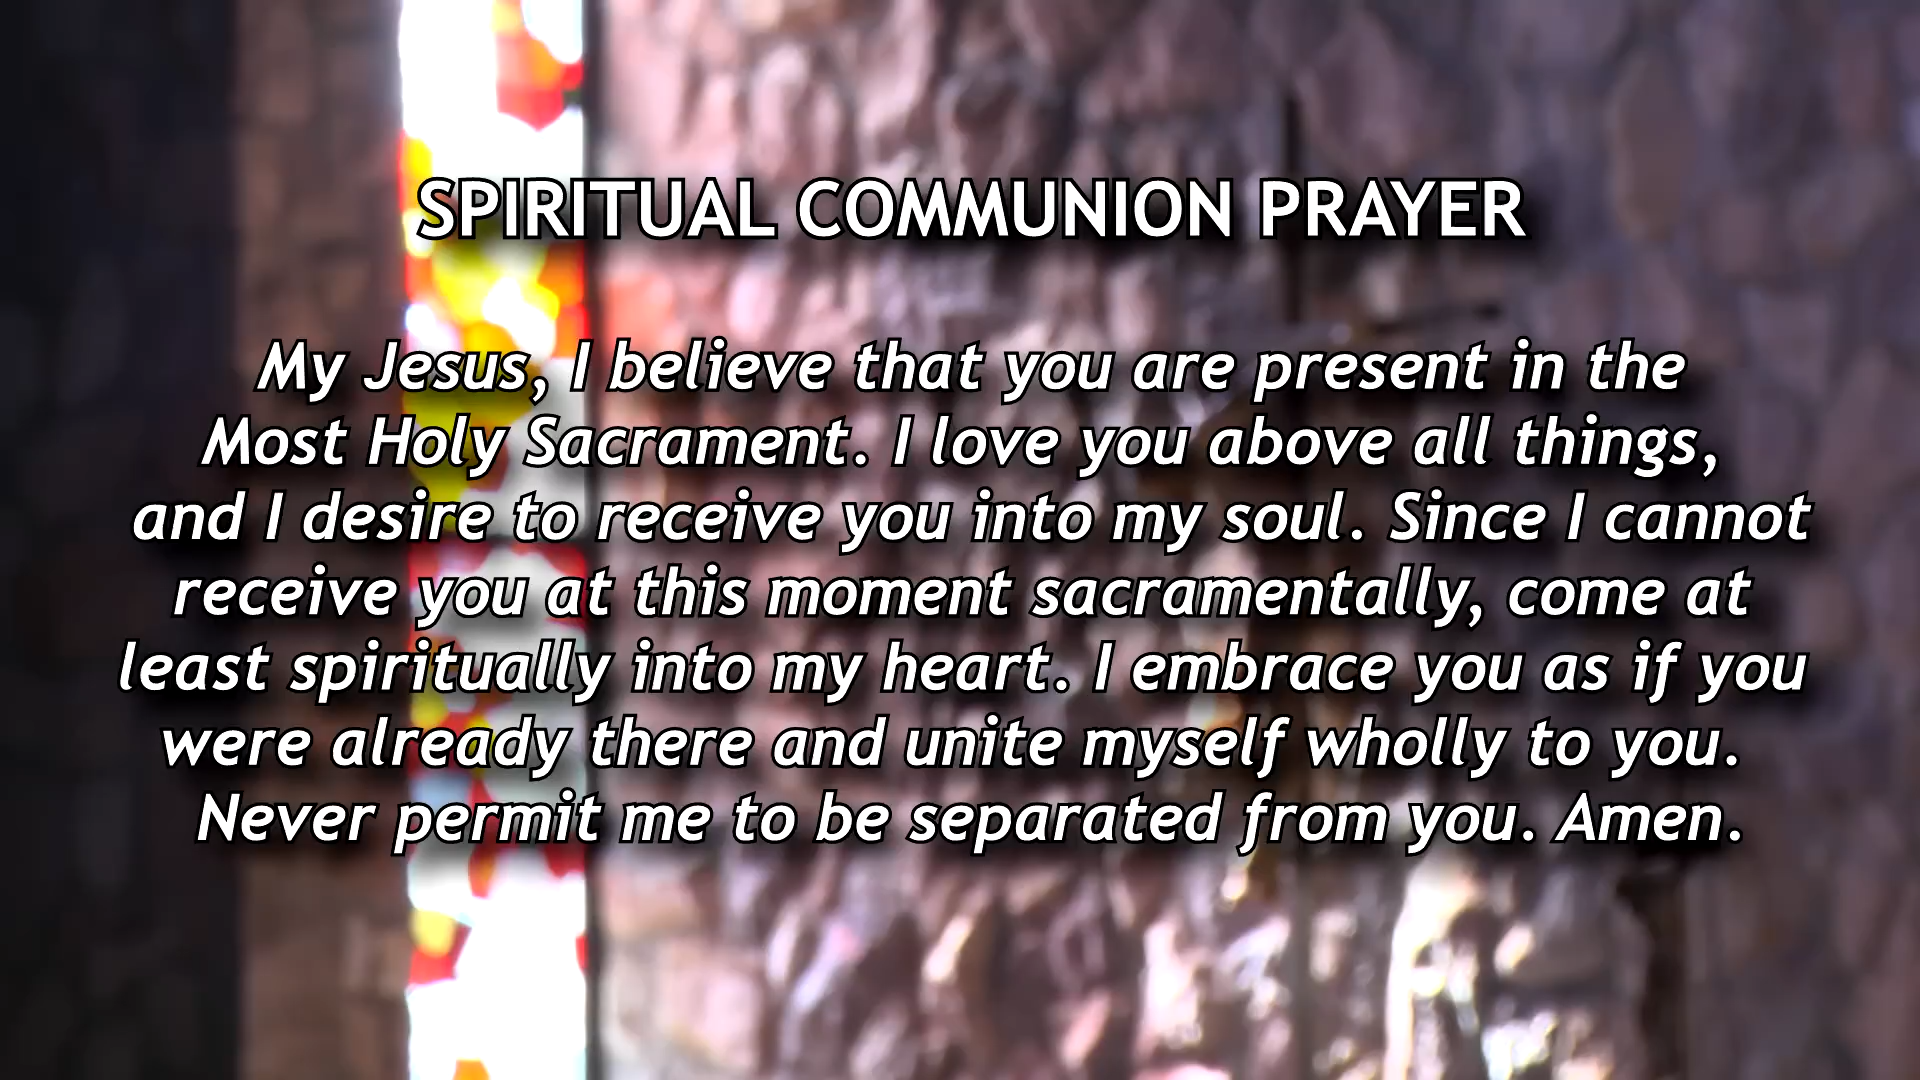 SPIRITUAL COMMUNION PRAYER
My Jesus, I believe that you are present in the
Most Holy Sacrament. I love you above all things,
and I desire to receive you into my soul. Since I cannot
receive you at this moment sacramentally, come at
least spiritually into my heart. I embrace you as if you
were already there and unite myself wholly to you.
Never permit me to be separated from you. Amen.